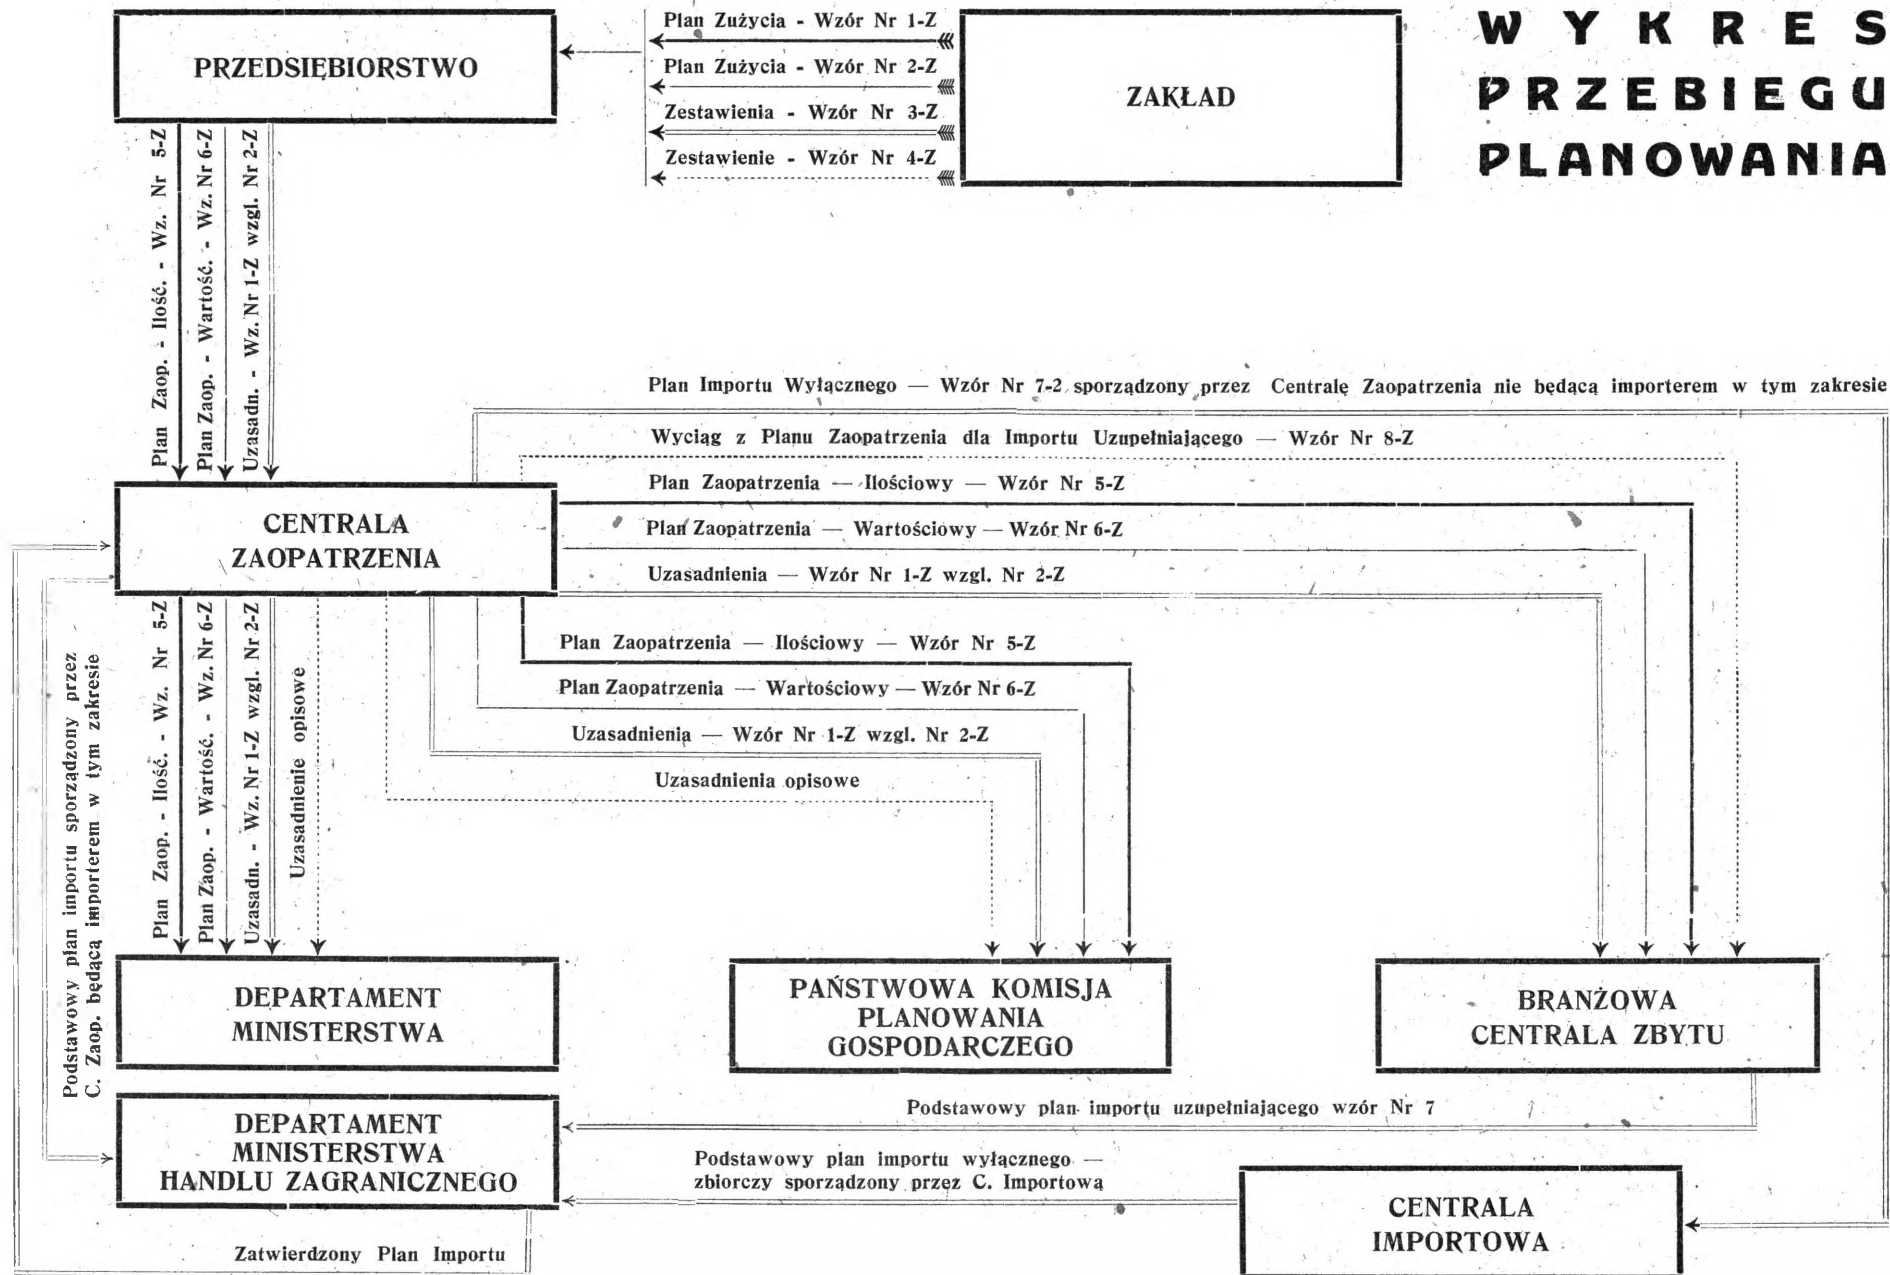 WYKRES
PRZEBIEGU
PLANOWANIA
PRZEDSIĘBIORSTWO
Plan Zużycia - Wzór Nr 1-Z
Plan Zużycia - Wzór Nr 2-Z
Zestawienia - Wzór Nr 3-Z
Zestawienie - Wzór Nr 4-Z
ZAKŁAD
Plan Zaop. - Ilość. - Wz. Nr 5-Z
Plan Zaop. - Wartość. - Wz. Nr 6-Z
Uzasadn. - Wz. Nr 1-Z wzgl. Nr 2-Z
Plan Importu Wyłącznego — Wzór Nr 7-2 sporządzony przez Centralę Zaopatrzenia nie będącą importerem w tym zakresie
Wyciąg z Planu Zaopatrzenia dla Importu Uzupełniającego — Wzór Nr 8-Z
Plan Zaopatrzenia — Ilościowy — Wzór Nr 5-Z
Plan Zaopatrzenia — Wartościowy — Wzór Nr 6-Z
Uzasadnienia — Wzór Nr 1-Z wzgl. Nr 2-Z
CENTRALA
ZAOPATRZENIA
Podstawowy plan importu sporządzony przez
C. Zaop. będącą importerem w tym zakresie
Plan Zaop. - Ilość. - Wz. Nr 5-Z
Plan Zaop. - Wartość. - Wz. Nr 6-Z
Uzasadn. - Wz. Nr 1-Z wzgl. Nr 2-Z
Uzasadnienie opisowe
Plan Zaopatrzenia — Ilościowy — Wzór Nr 5-Z
Plan Zaopatrzenia — Wartościowy — Wzór Nr 6-Z
Uzasadnienia — Wzór Nr 1-Z wzgl. Nr 2-Z
Uzasadnienia opisowe
DEPARTAMENT
MINISTERSTWA
PAŃSTWOWA KOMISJA
PLANOWANIA
GOSPODARCZEGO
BRANŻOWA
CENTRALA ZBYTU
DEPARTAMENT
MINISTERSTWA
HANDLU ZAGRANICZNEGO
Podstawowy plan importu uzupełniającego wzór Nr 7
Podstawowy plan importu wyłącznego —
zbiorczy sporządzony przez C. Importową
CENTRALA
IMPORTOWA
Zatwierdzony Plan Importu